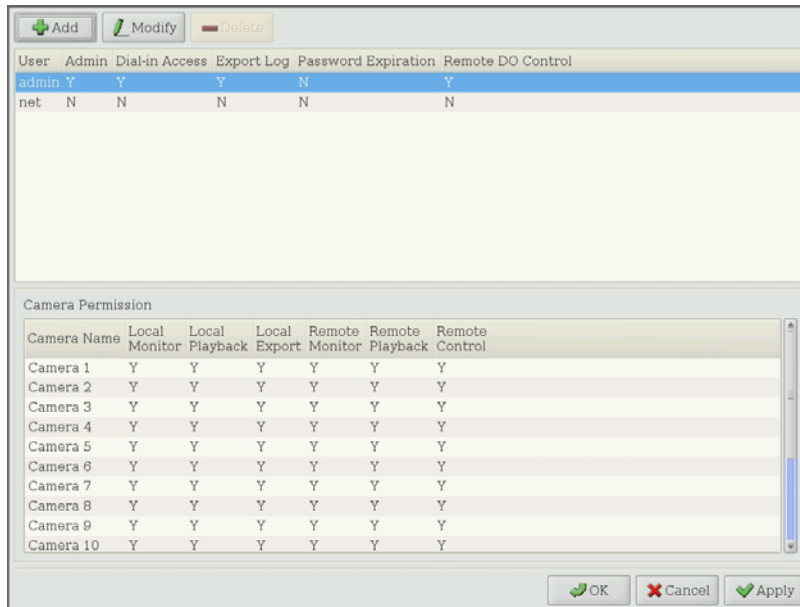 Add Modify Delete
User Admin Dial-in Access Export Log Password Expiration Remote DO Control
admin Y Y Y N Y
net N N N N N
Camera Permission
Camera Name Local Monitor Local Playback Local Export Remote Monitor Remote Playback Remote Control
Camera 1 Y Y Y Y Y Y
Camera 2 Y Y Y Y Y Y
Camera 3 Y Y Y Y Y Y
Camera 4 Y Y Y Y Y Y
Camera 5 Y Y Y Y Y Y
Camera 6 Y Y Y Y Y Y
Camera 7 Y Y Y Y Y Y
Camera 8 Y Y Y Y Y Y
Camera 9 Y Y Y Y Y Y
Camera 10 Y Y Y Y Y Y
OK Cancel Apply